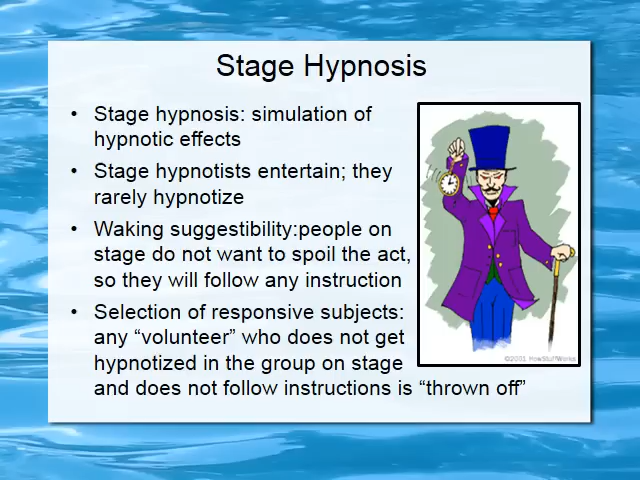 Stage Hypnosis
• Stage hypnosis: simulation of
hypnotic effects
• Stage hypnotists entertain; they
rarely hypnotize
• Waking suggestibility:people on
stage do not want to spoil the act,
so they will follow any instruction
• Selection of responsive subjects:
any “volunteer” who does not get
hypnotized in the group on stage
and does not follow instructions is “thrown off”
©2001 HowStuffWorks